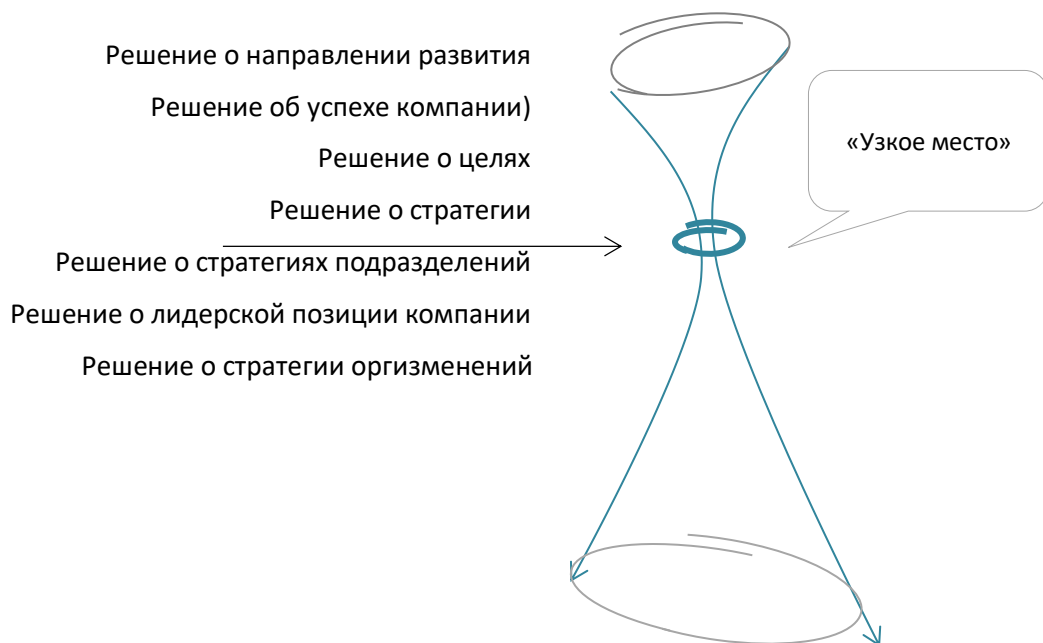 Решение о направлении развития
Решение об успехе компании)
Решение о целях
Решение о стратегии
Решение о стратегиях подразделений
Решение о лидерской позиции компании
Решение о стратегии оргизменений
«Узкое место»